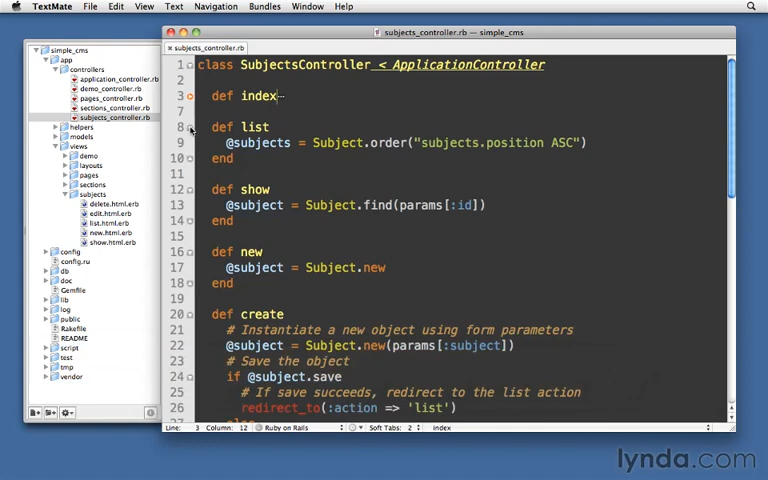 TextMate File Edit View Text Navigation Bundles Window Help
subjects_controller.rb — simple_cms
subjects_controller.rb
simple_cms
app
controllers
application_controller.rb
demo_controller.rb
pages_controller.rb
sections_controller.rb
subjects_controller.rb
helpers
models
views
demo
layouts
pages
sections
subjects
delete.html.erb
edit.html.erb
list.html.erb
new.html.erb
show.html.erb
config
config.ru
db
doc
Gemfile
lib
log
public
Rakefile
README
script
test
tmp
vendor
1 class SubjectsController < ApplicationController
2
3 def index…
7
8 def list
9 @subjects = Subject.order("subjects.position ASC")
10 end
11
12 def show
13 @subject = Subject.find(params[:id])
14 end
15
16 def new
17 @subject = Subject.new
18 end
19
20 def create
21 # Instantiate a new object using form parameters
22 @subject = Subject.new(params[:subject])
23 # Save the object
24 if @subject.save
25 # If save succeeds, redirect to the list action
26 redirect_to(:action => 'list')
Line: 3 Column: 12 Ruby on Rails Soft Tabs: 2 index
lynda.com